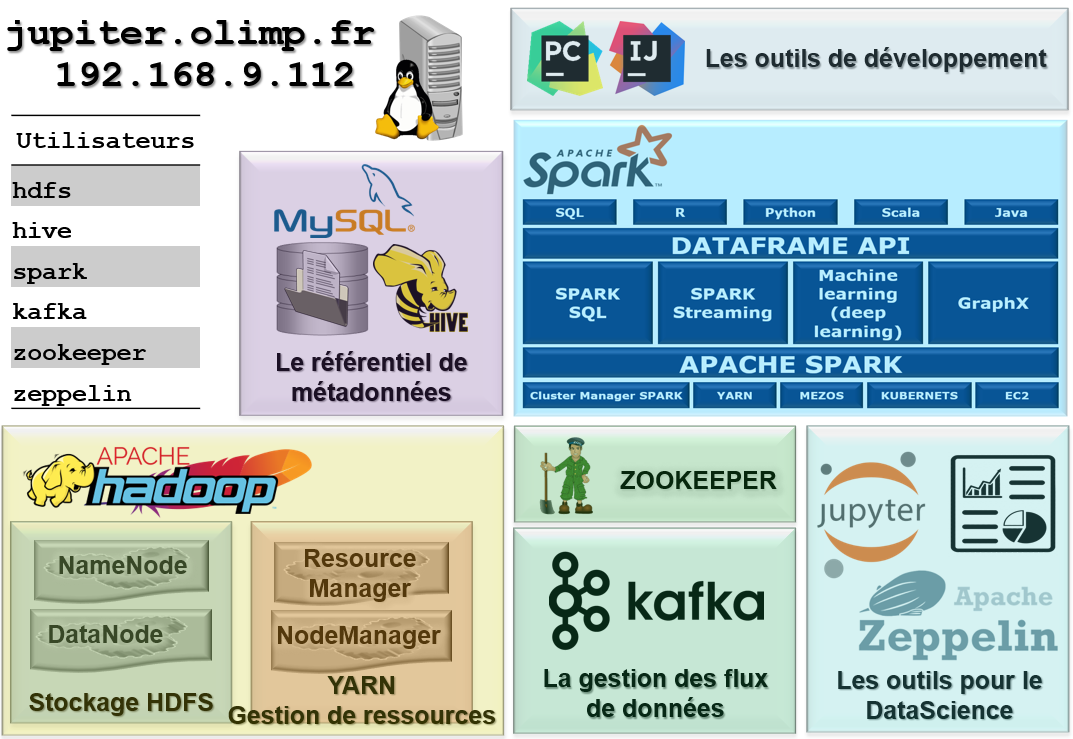 jupiter.olimp.fr
192.168.9.112
Utilisateurs
hdfs
hive
spark
kafka
zookeeper
zeppelin
PC
IJ
Les outils de développement
MySQL®
HIVE
Le référentiel de
métadonnées
APACHE
Spark™
SQL
R
Python
Scala
Java
DATAFRAME API
SPARK
SQL
SPARK
Streaming
Machine
learning
(deep
learning)
GraphX
APACHE SPARK
Cluster Manager SPARK
YARN
MEZOS
KUBERNETS
EC2
APACHE
hadoop
NameNode
DataNode
Stockage HDFS
Resource
Manager
NodeManager
YARN
Gestion de ressources
ZOOKEEPER
kafka
La gestion des flux
de données
jupyter
Apache
Zeppelin
Les outils pour le
DataScience